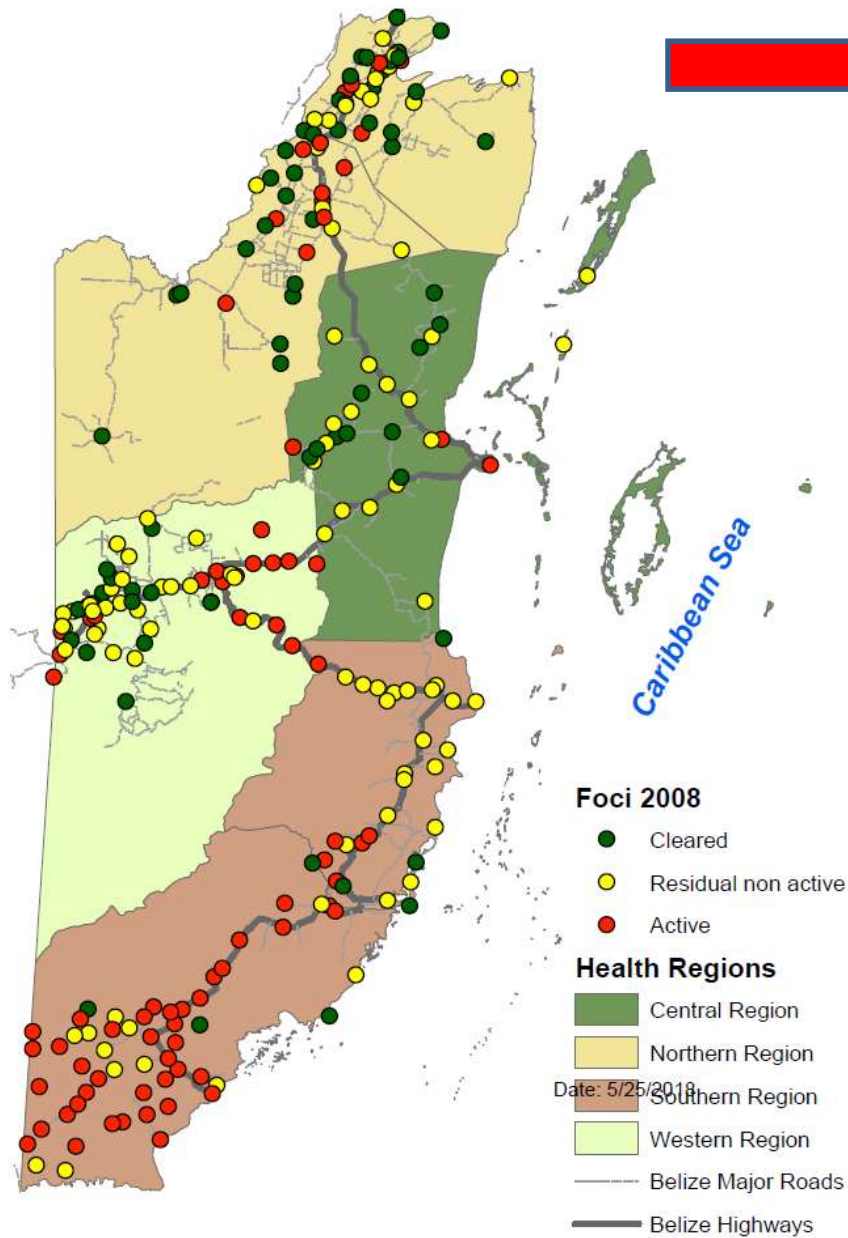 Caribbean Sea
Foci 2008
Cleared
Residual non active
Active
Health Regions
Central Region
Northern Region
Date: 5/25/2018
Southern Region
Western Region
Belize Major Roads
Belize Highways